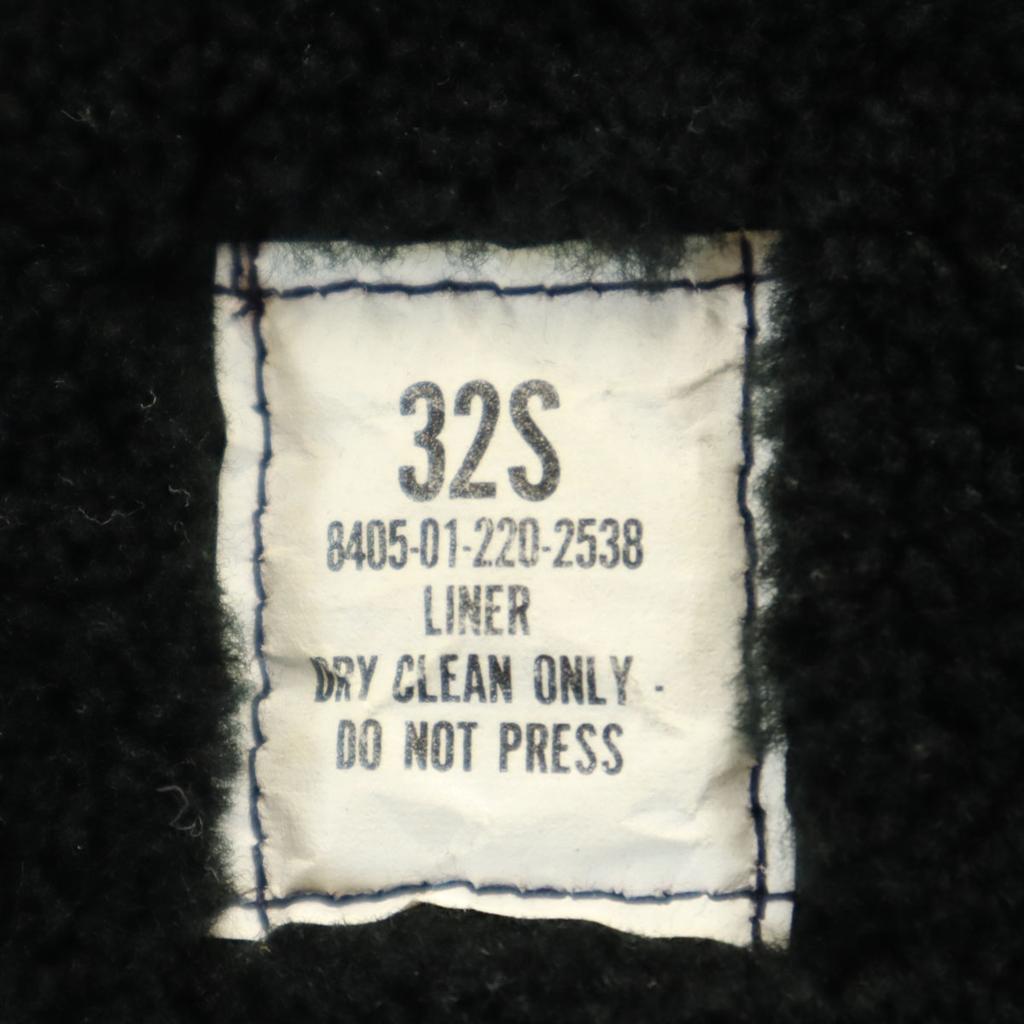 32S
8405-01-220-2538
LINER
DRY CLEAN ONLY -
DO NOT PRESS